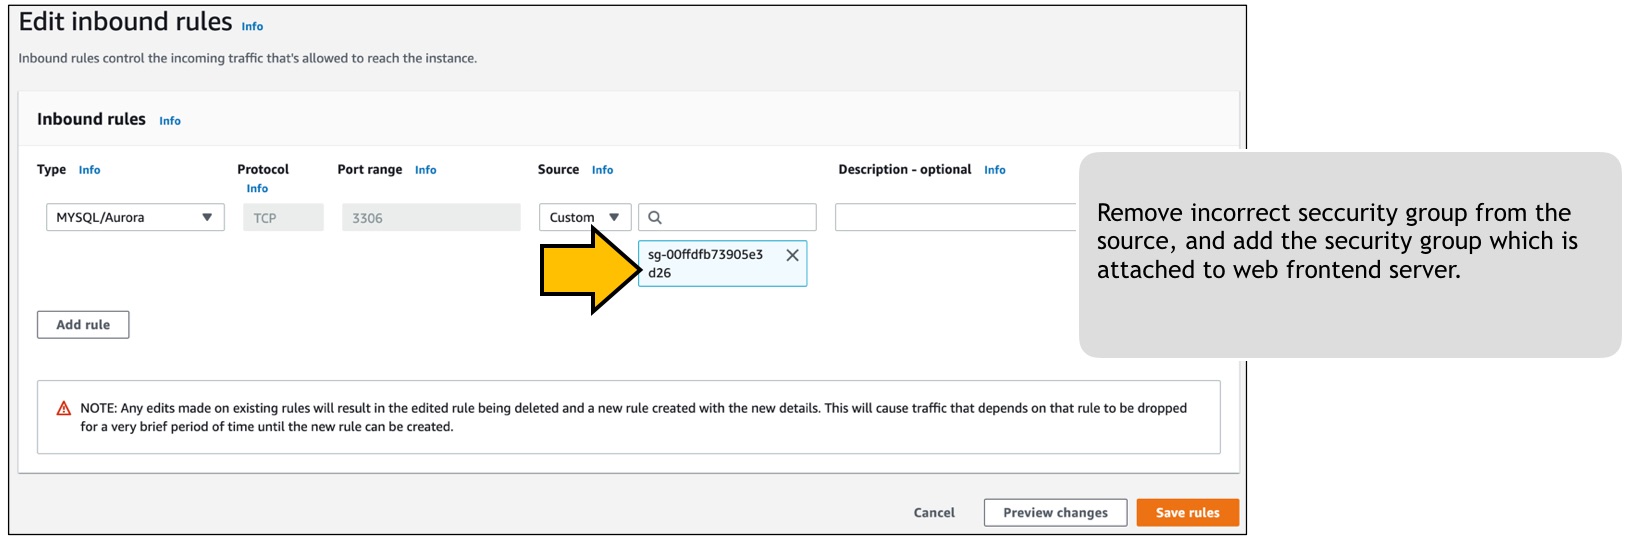 Edit inbound rules Info
Inbound rules control the incoming traffic that's allowed to reach the instance.
Inbound rules Info
Type Info Protocol Info Port range Info Source Info Description - optional Info
MYSQL/Aurora TCP 3306 Custom
sg-00ffdfb73905e3
d26
Add rule
NOTE: Any edits made on existing rules will result in the edited rule being deleted and a new rule created with the new details. This will cause traffic that depends on that rule to be dropped
for a very brief period of time until the new rule can be created.
Cancel Preview changes Save rules
Remove incorrect seccurity group from the
source, and add the security group which is
attached to web frontend server.